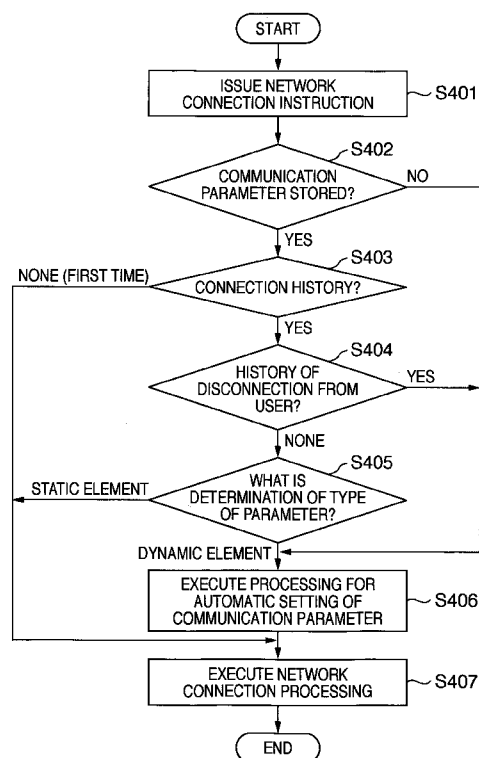 START
ISSUE NETWORK
CONNECTION INSTRUCTION
S401
S402
COMMUNICATION
PARAMETER STORED?
NO
YES
S403
NONE (FIRST TIME)
CONNECTION HISTORY?
YES
S404
HISTORY OF
DISCONNECTION FROM
USER?
YES
NONE
S405
WHAT IS
DETERMINATION OF TYPE
OF PARAMETER?
STATIC ELEMENT
DYNAMIC ELEMENT
EXECUTE PROCESSING FOR
AUTOMATIC SETTING OF
COMMUNICATION PARAMETER
S406
EXECUTE NETWORK
CONNECTION PROCESSING
S407
END